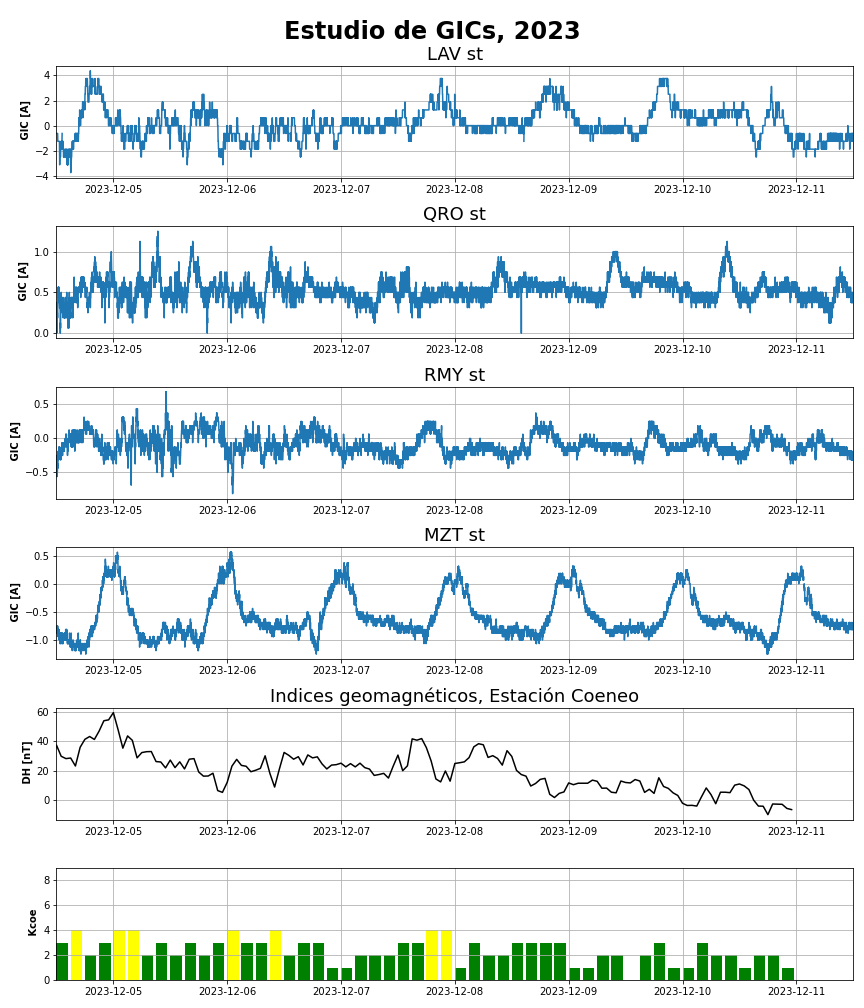 Estudio de GICs, 2023
LAV st
GIC [A]
4
2
0
−2
−4
2023-12-05 2023-12-06 2023-12-07 2023-12-08 2023-12-09 2023-12-10 2023-12-11
QRO st
GIC [A]
1.0
0.5
0.0
2023-12-05 2023-12-06 2023-12-07 2023-12-08 2023-12-09 2023-12-10 2023-12-11
RMY st
GIC [A]
0.5
0.0
−0.5
2023-12-05 2023-12-06 2023-12-07 2023-12-08 2023-12-09 2023-12-10 2023-12-11
MZT st
GIC [A]
0.5
0.0
−0.5
−1.0
2023-12-05 2023-12-06 2023-12-07 2023-12-08 2023-12-09 2023-12-10 2023-12-11
Indices geomagnéticos, Estación Coeneo
DH [nT]
60
40
20
0
2023-12-05 2023-12-06 2023-12-07 2023-12-08 2023-12-09 2023-12-10 2023-12-11
Kcoe
8
6
4
2
0
2023-12-05 2023-12-06 2023-12-07 2023-12-08 2023-12-09 2023-12-10 2023-12-11